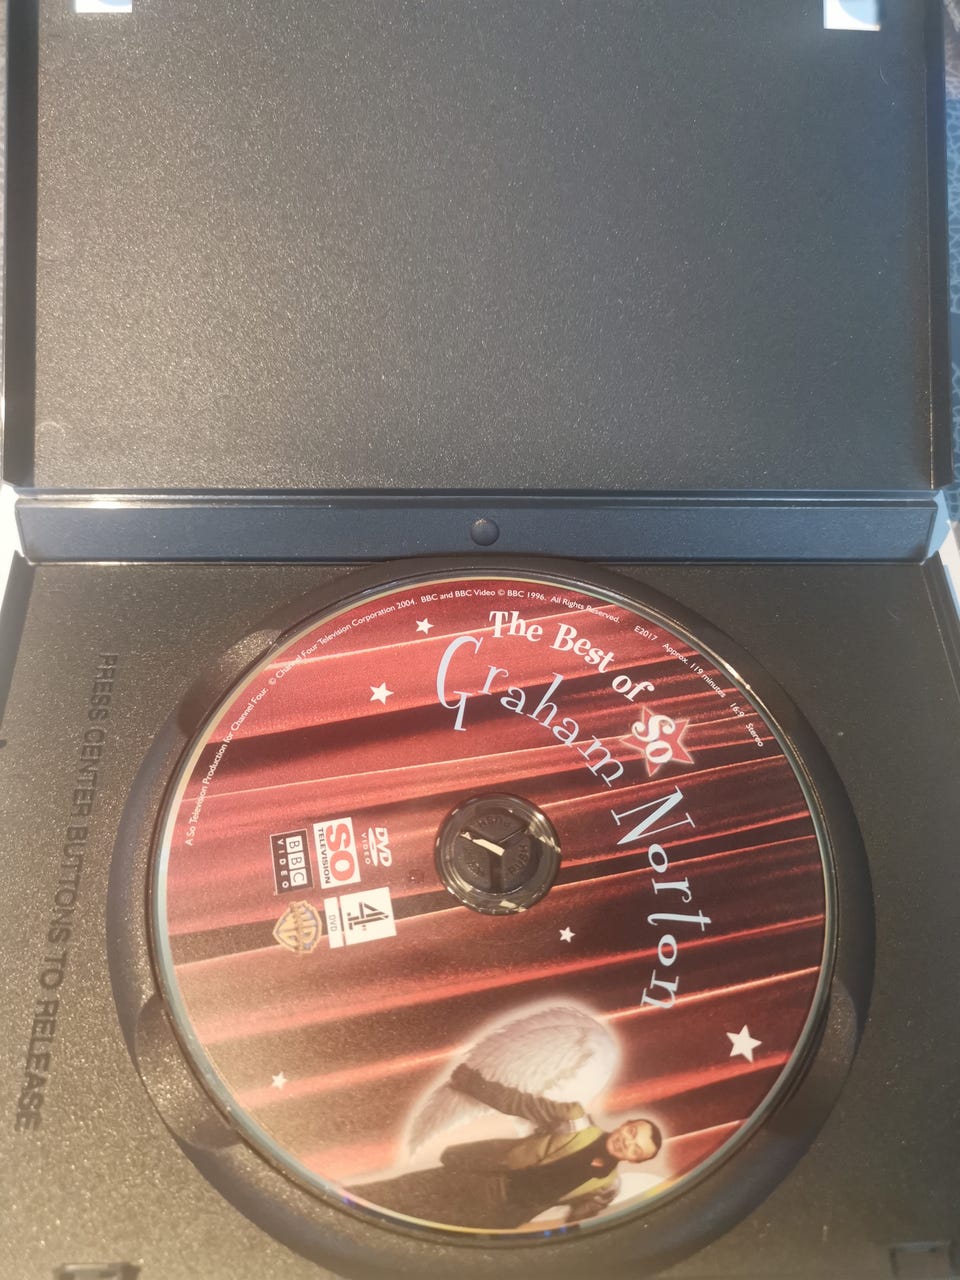 The Best of So
Graham Norton
A So Television Production for Channel Four. © Channel Four Television Corporation 2004. BBC and BBC Video © BBC 1996. All Rights Reserved. E2017 Approx. 119 minutes 16:9 Stereo
DVD
VIDEO
SO
TELEVISION
BBC
VIDEO
4
DVD
PRESS CENTER BUTTONS TO RELEASE